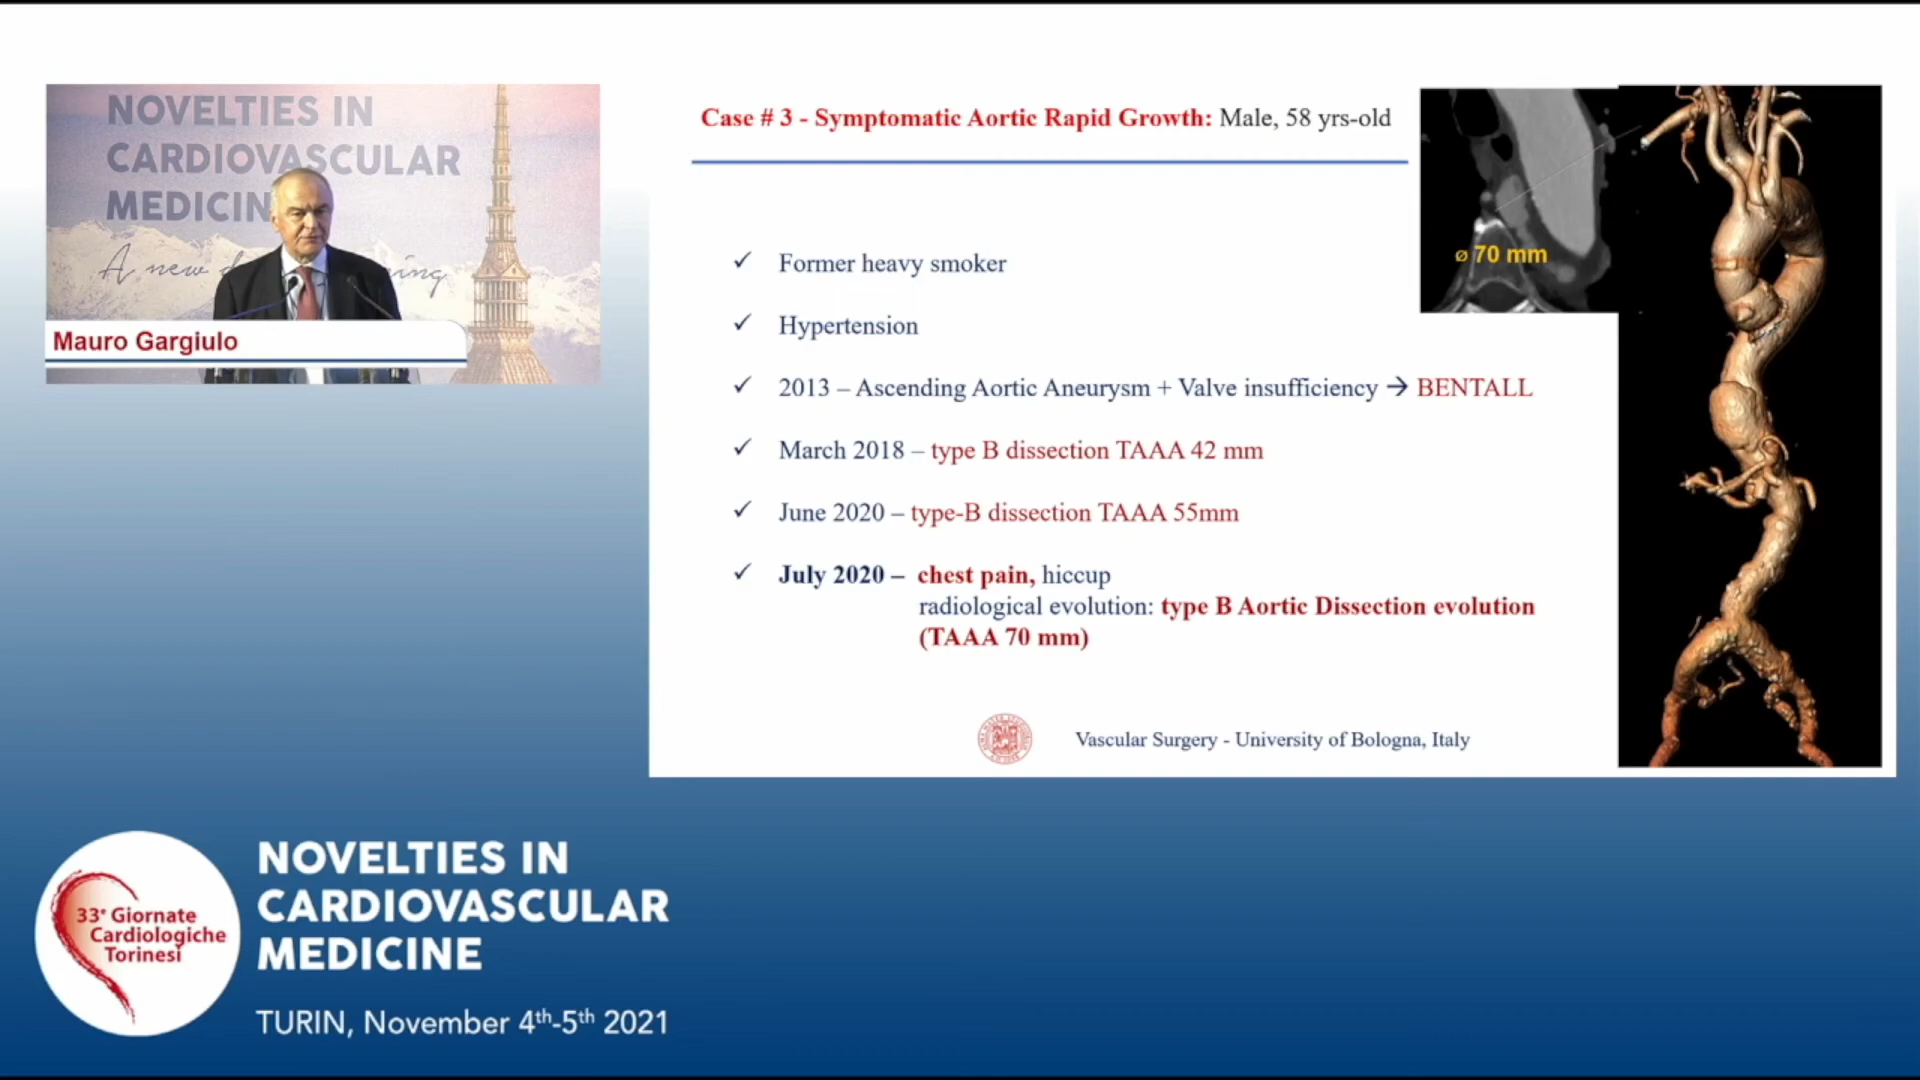 NOVELTIES IN
CARDIOVASCULAR
MEDICIN
A new
ing
Mauro Gargiulo
Case # 3 - Symptomatic Aortic Rapid Growth: Male, 58 yrs-old
✓ Former heavy smoker
✓ Hypertension
✓ 2013 – Ascending Aortic Aneurysm + Valve insufficiency → BENTALL
✓ March 2018 – type B dissection TAAA 42 mm
✓ June 2020 – type-B dissection TAAA 55mm
✓ July 2020 – chest pain, hiccup
radiological evolution: type B Aortic Dissection evolution
(TAAA 70 mm)
ø 70 mm
Vascular Surgery - University of Bologna, Italy
33° Giornate
Cardiologiche
Torinesi
NOVELTIES IN
CARDIOVASCULAR
MEDICINE
TURIN, November 4th-5th 2021